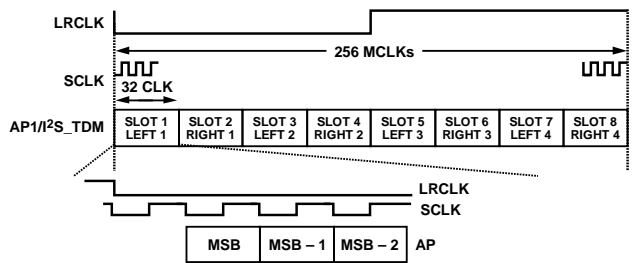 LRCLK
256 MCLKs
SCLK
32 CLK
AP1/I²S_TDM
SLOT 1 LEFT 1
SLOT 2 RIGHT 1
SLOT 3 LEFT 2
SLOT 4 RIGHT 2
SLOT 5 LEFT 3
SLOT 6 RIGHT 3
SLOT 7 LEFT 4
SLOT 8 RIGHT 4
LRCLK
SCLK
MSB MSB – 1 MSB – 2 AP